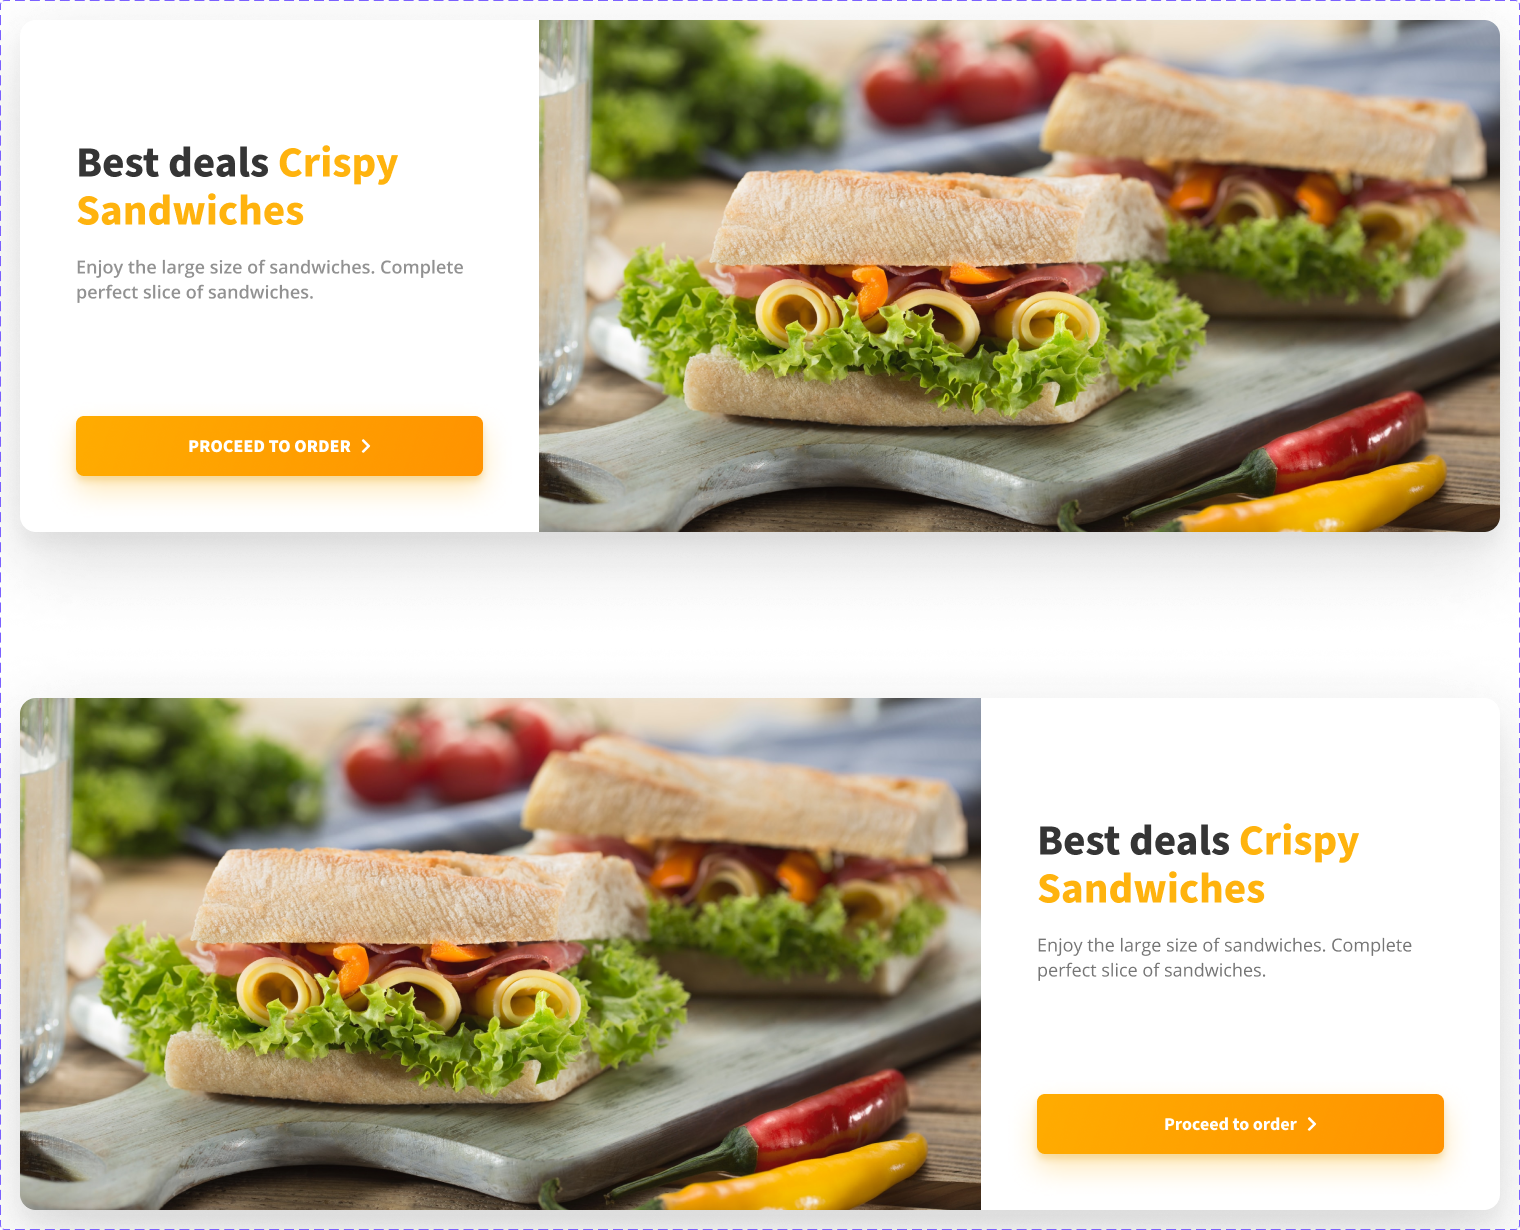 Best deals Crispy
Sandwiches
Enjoy the large size of sandwiches. Complete
perfect slice of sandwiches.
PROCEED TO ORDER
Best deals Crispy
Sandwiches
Enjoy the large size of sandwiches. Complete
perfect slice of sandwiches.
Proceed to order